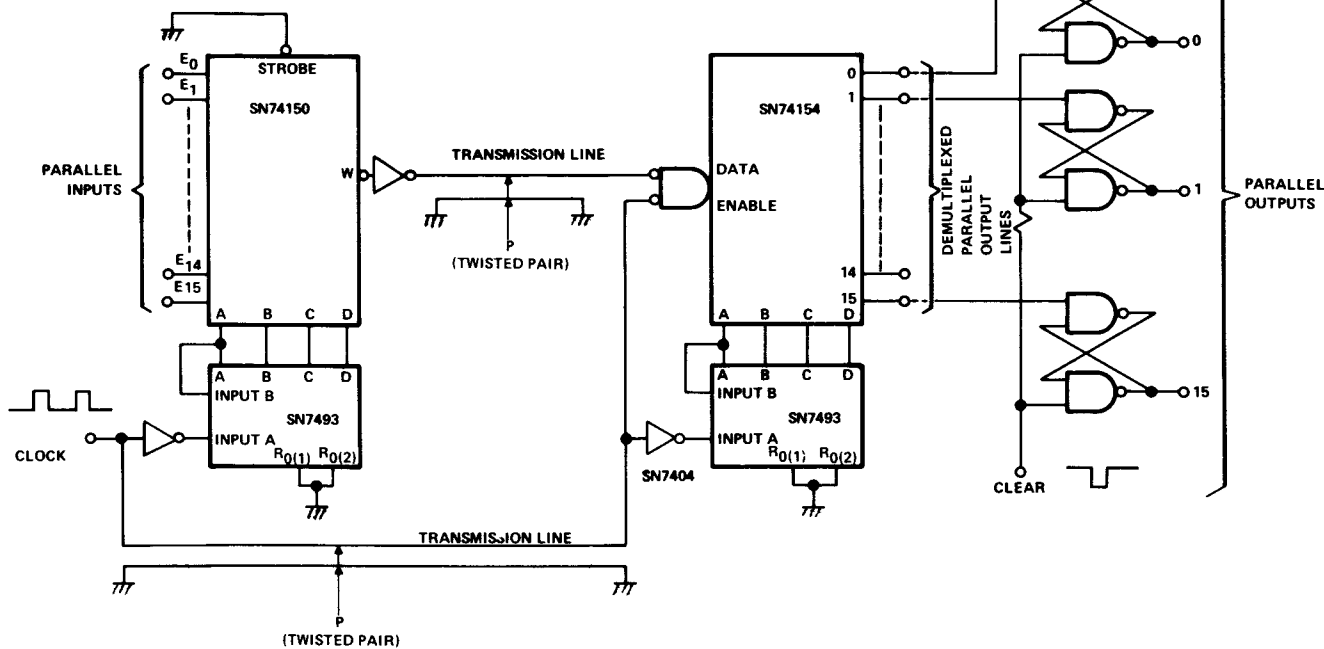 STROBE
SN74150
E0
E1
E14
E15
PARALLEL
INPUTS
W
A B C D
A B C D
INPUT B
SN7493
INPUT A
R0(1) R0(2)
CLOCK
TRANSMISSION LINE
P
(TWISTED PAIR)
TRANSMISSION LINE
P
(TWISTED PAIR)
SN74154
DATA
ENABLE
0
1
14
15
A B C D
A B C D
INPUT B
SN7493
INPUT A
R0(1) R0(2)
SN7404
DEMULTIPLEXED
PARALLEL
OUTPUT
LINES
0
1
15
CLEAR
PARALLEL
OUTPUTS